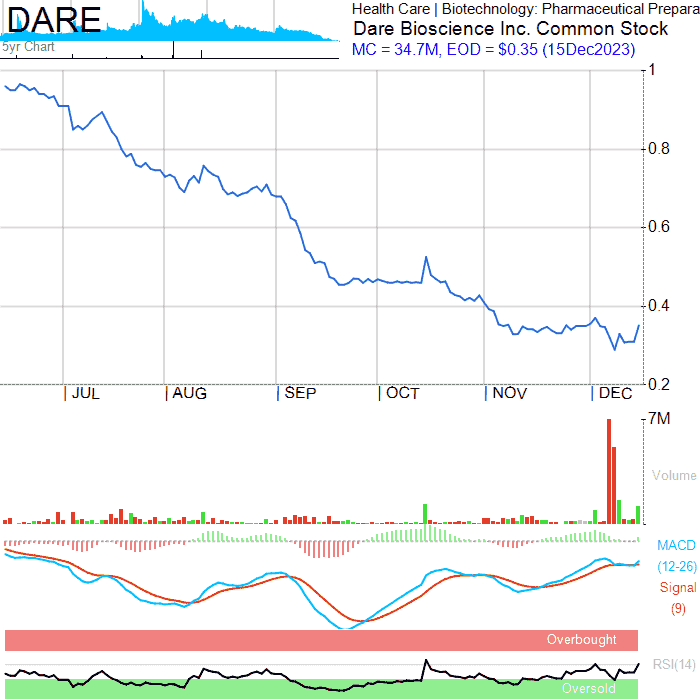 DARE
5yr Chart
Health Care | Biotechnology: Pharmaceutical Prepara
Dare Bioscience Inc. Common Stock
MC = 34.7M, EOD = $0.35 (15Dec2023)
1
0.8
0.6
0.4
0.2
JUL AUG SEP OCT NOV DEC
7M
Volume
MACD
(12-26)
Signal
(9)
Overbought
RSI(14)
Oversold